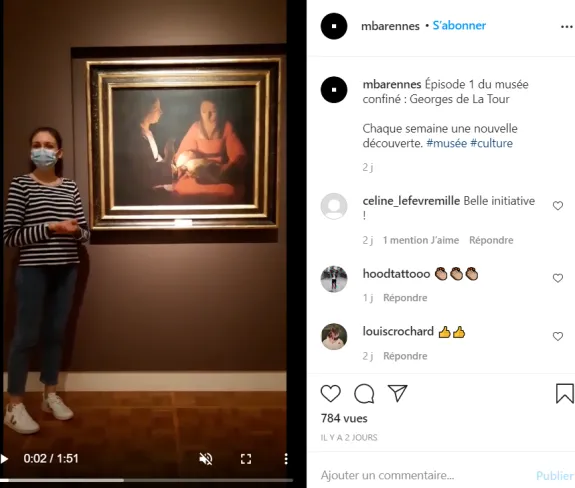 mbarennes • S'abonner
mbarennes Épisode 1 du musée
confiné : Georges de La Tour
Chaque semaine une nouvelle
découverte. #musée #culture
2 j
celine_lefevremille Belle initiative
!
2 j 1 mention J'aime Répondre
hoodtattooo 👏🏽👏🏽👏🏽
1 j Répondre
louiscrochard 👍👍
2 j Répondre
784 vues
IL Y A 2 JOURS
0:02 / 1:51
Ajouter un commentaire... Publier